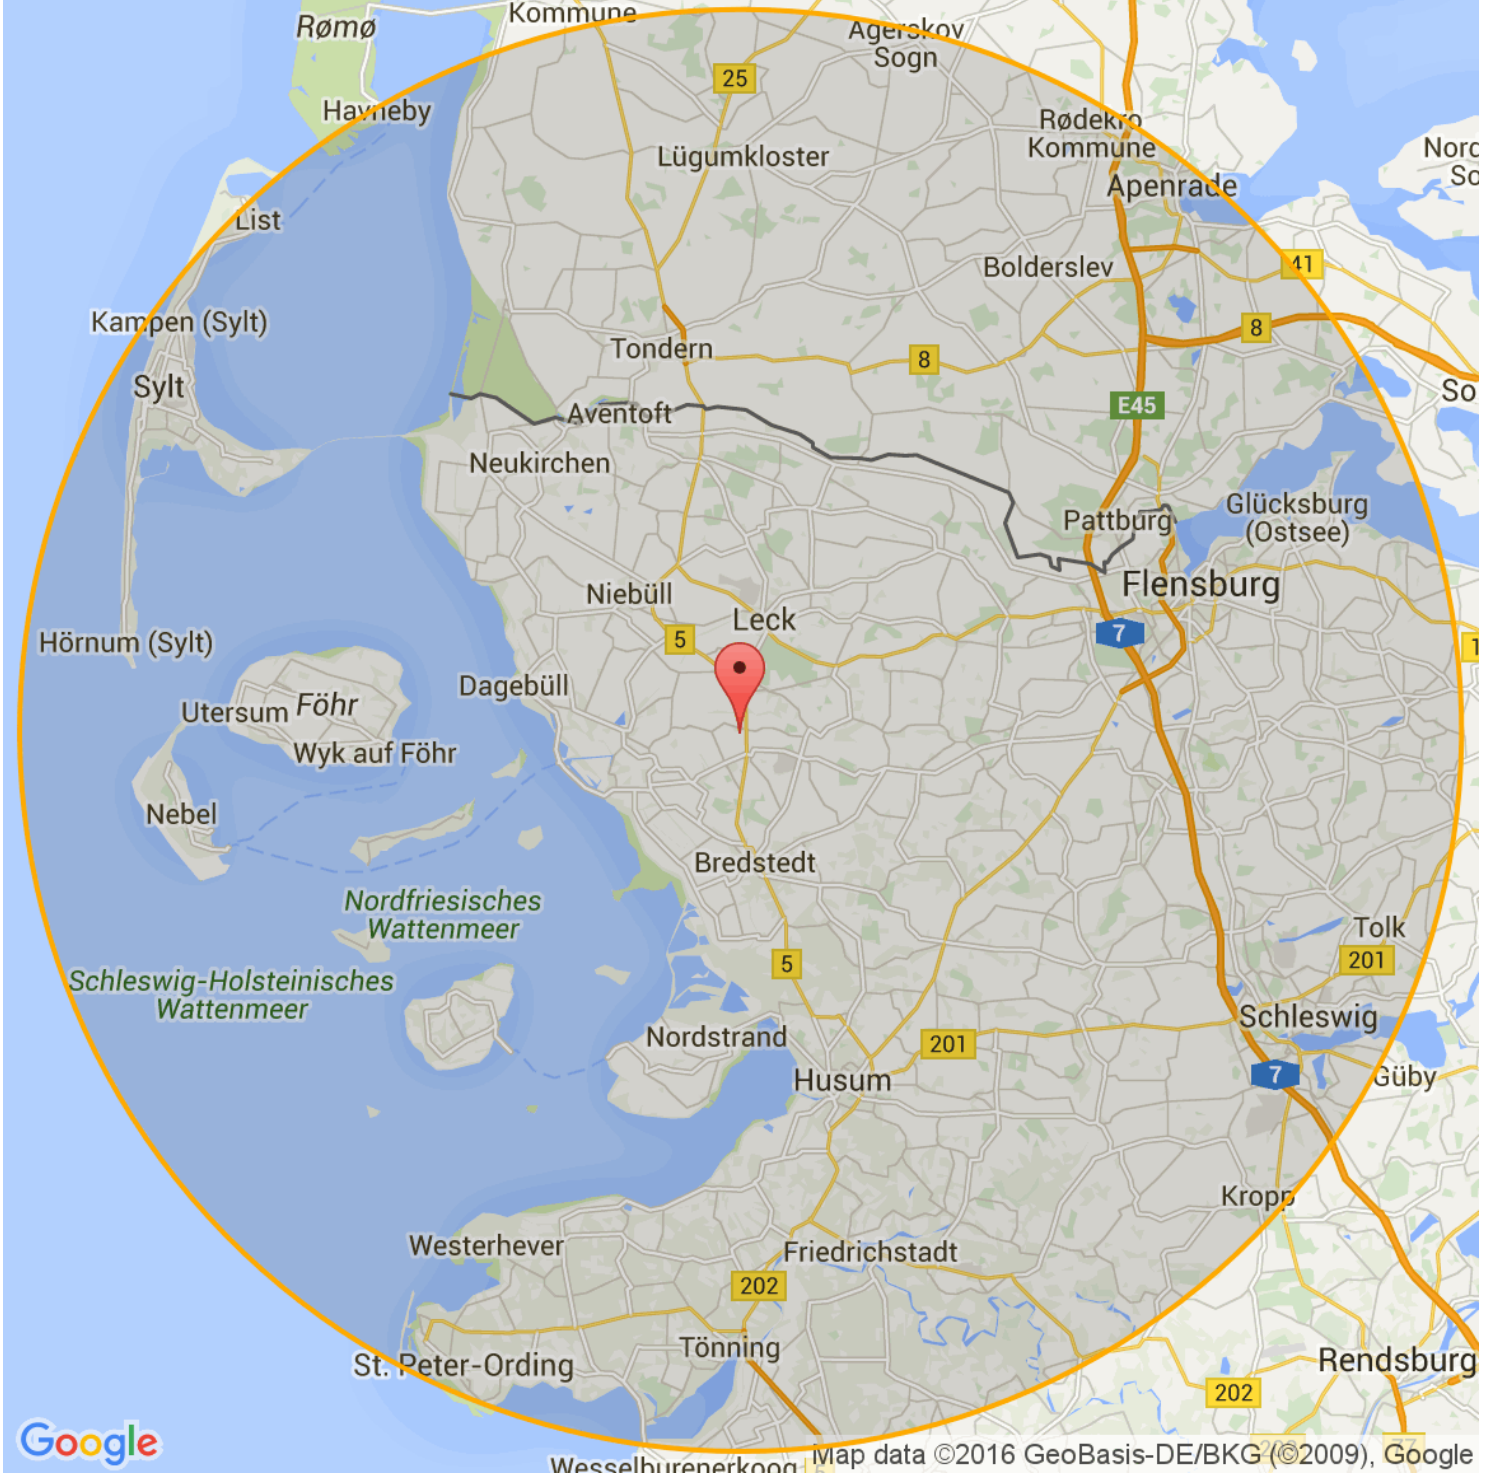 Kommune
Rømø
Agerskov
Sogn
25
Havneby
Rødekro
Kommune
Lügumkloster
Apenrade
List
Bolderslev
41
Kampen (Sylt)
8
Tondern
8
Sylt
E45
Aventoft
Neukirchen
Glücksburg
(Ostsee)
Pattburg
Flensburg
Niebüll
Leck
7
5
Hörnum (Sylt)
Dagebüll
Utersum
Föhr
Wyk auf Föhr
Nebel
Bredstedt
Nordfriesisches
Wattenmeer
Tolk
201
5
Schleswig-Holsteinisches
Wattenmeer
Schleswig
Nordstrand
201
Husum
7
Güby
Kropp
Westerhever
Friedrichstadt
202
Tönning
St. Peter-Ording
Rendsburg
202
Google
Map data ©2016 GeoBasis-DE/BKG (©2009), Google
Wesselburenerkoog